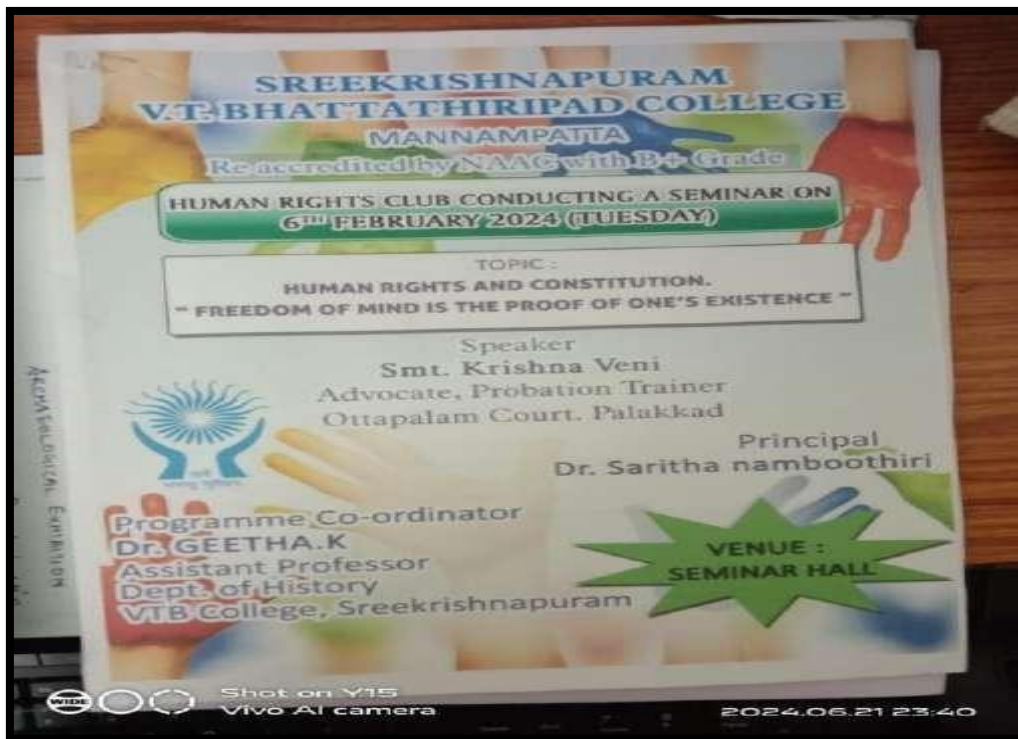 SREEKRISHNAPURAM
V.T. BHATTATHIRIPAD COLLEGE
MANNAMPATTA
Re accredited by NAAC with B+ Grade
HUMAN RIGHTS CLUB CONDUCTING A SEMINAR ON
6TH FEBRUARY 2024 (TUESDAY)
TOPIC :
HUMAN RIGHTS AND CONSTITUTION.
" FREEDOM OF MIND IS THE PROOF OF ONE'S EXISTENCE "
Speaker
Smt. Krishna Veni
Advocate, Probation Trainer
Ottapalam Court. Palakkad
Principal
Dr. Saritha namboothiri
Programme Co-ordinator
Dr. GEETHA.K
Assistant Professor
Dept. of History
VTB College, Sreekrishnapuram
VENUE :
SEMINAR HALL
ARCHAEOLOGICAL EXHIBITION
WIDE
Shot on Y15
Vivo AI camera
2024.06.21 23:40